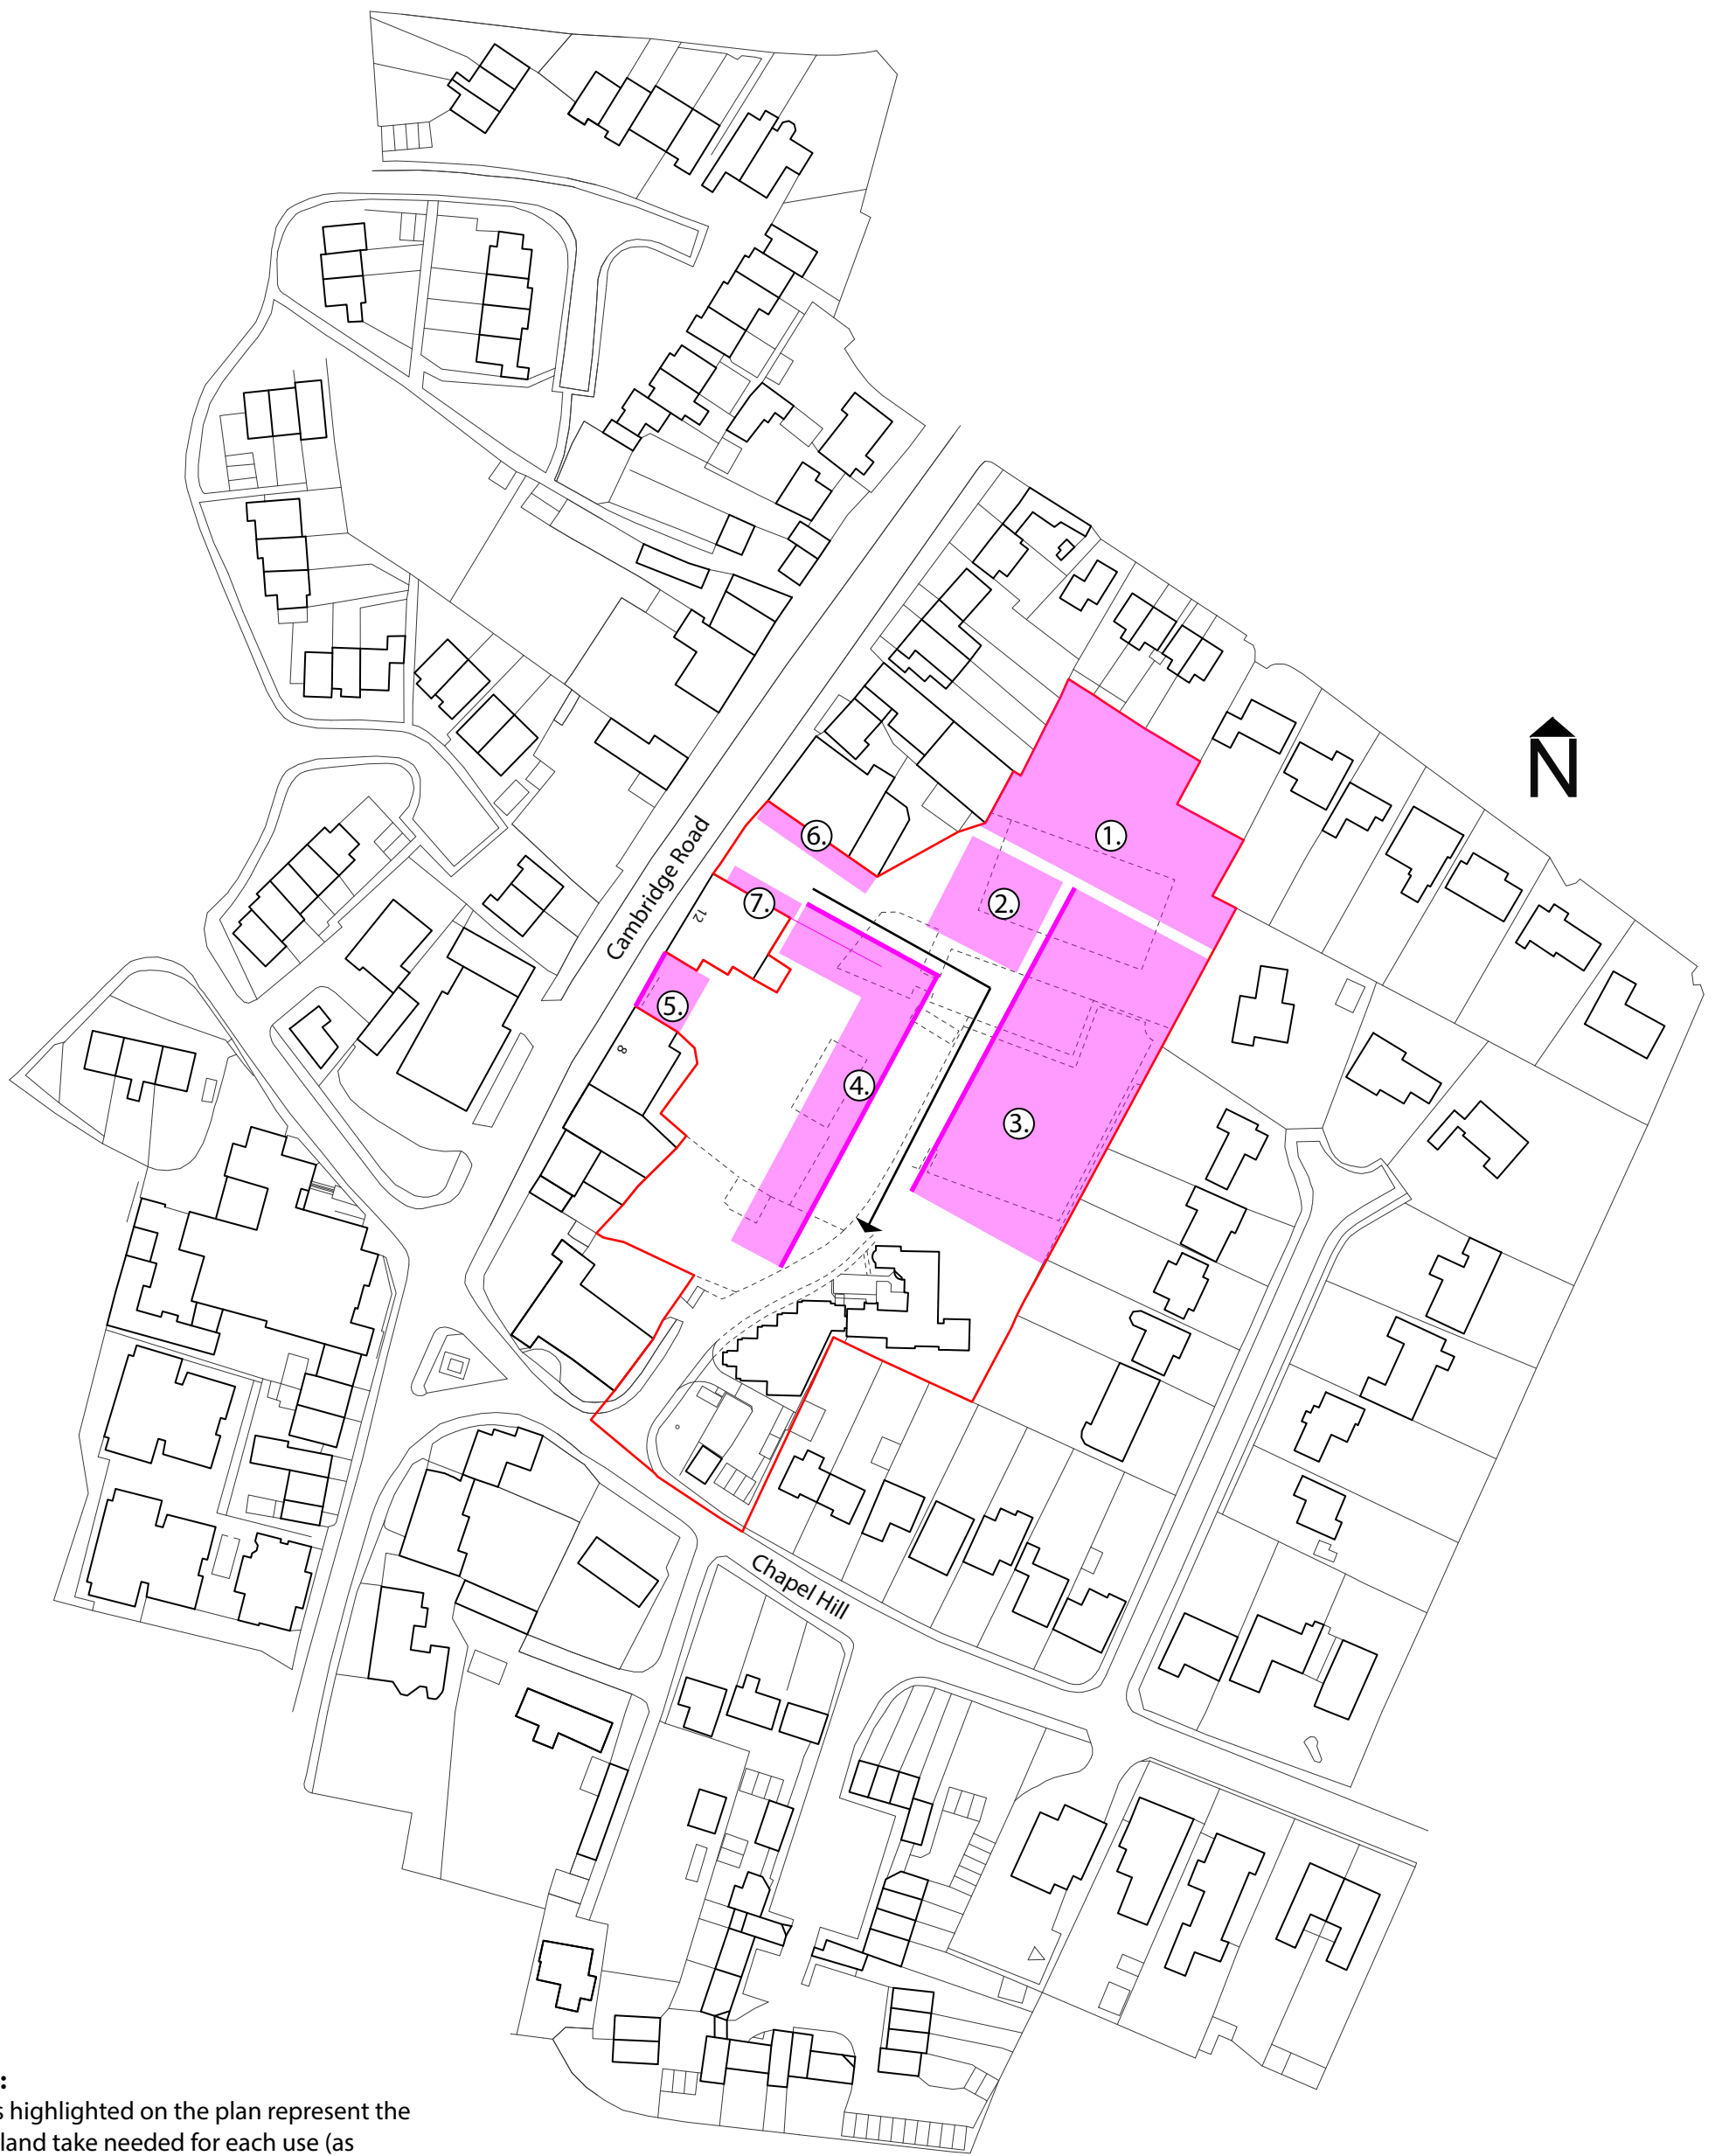 N
1.
6.
2.
7.
12
Cambridge Road
5.
8
4.
3.
Chapel Hill
:
highlighted on the plan represent the
land take needed for each use (as